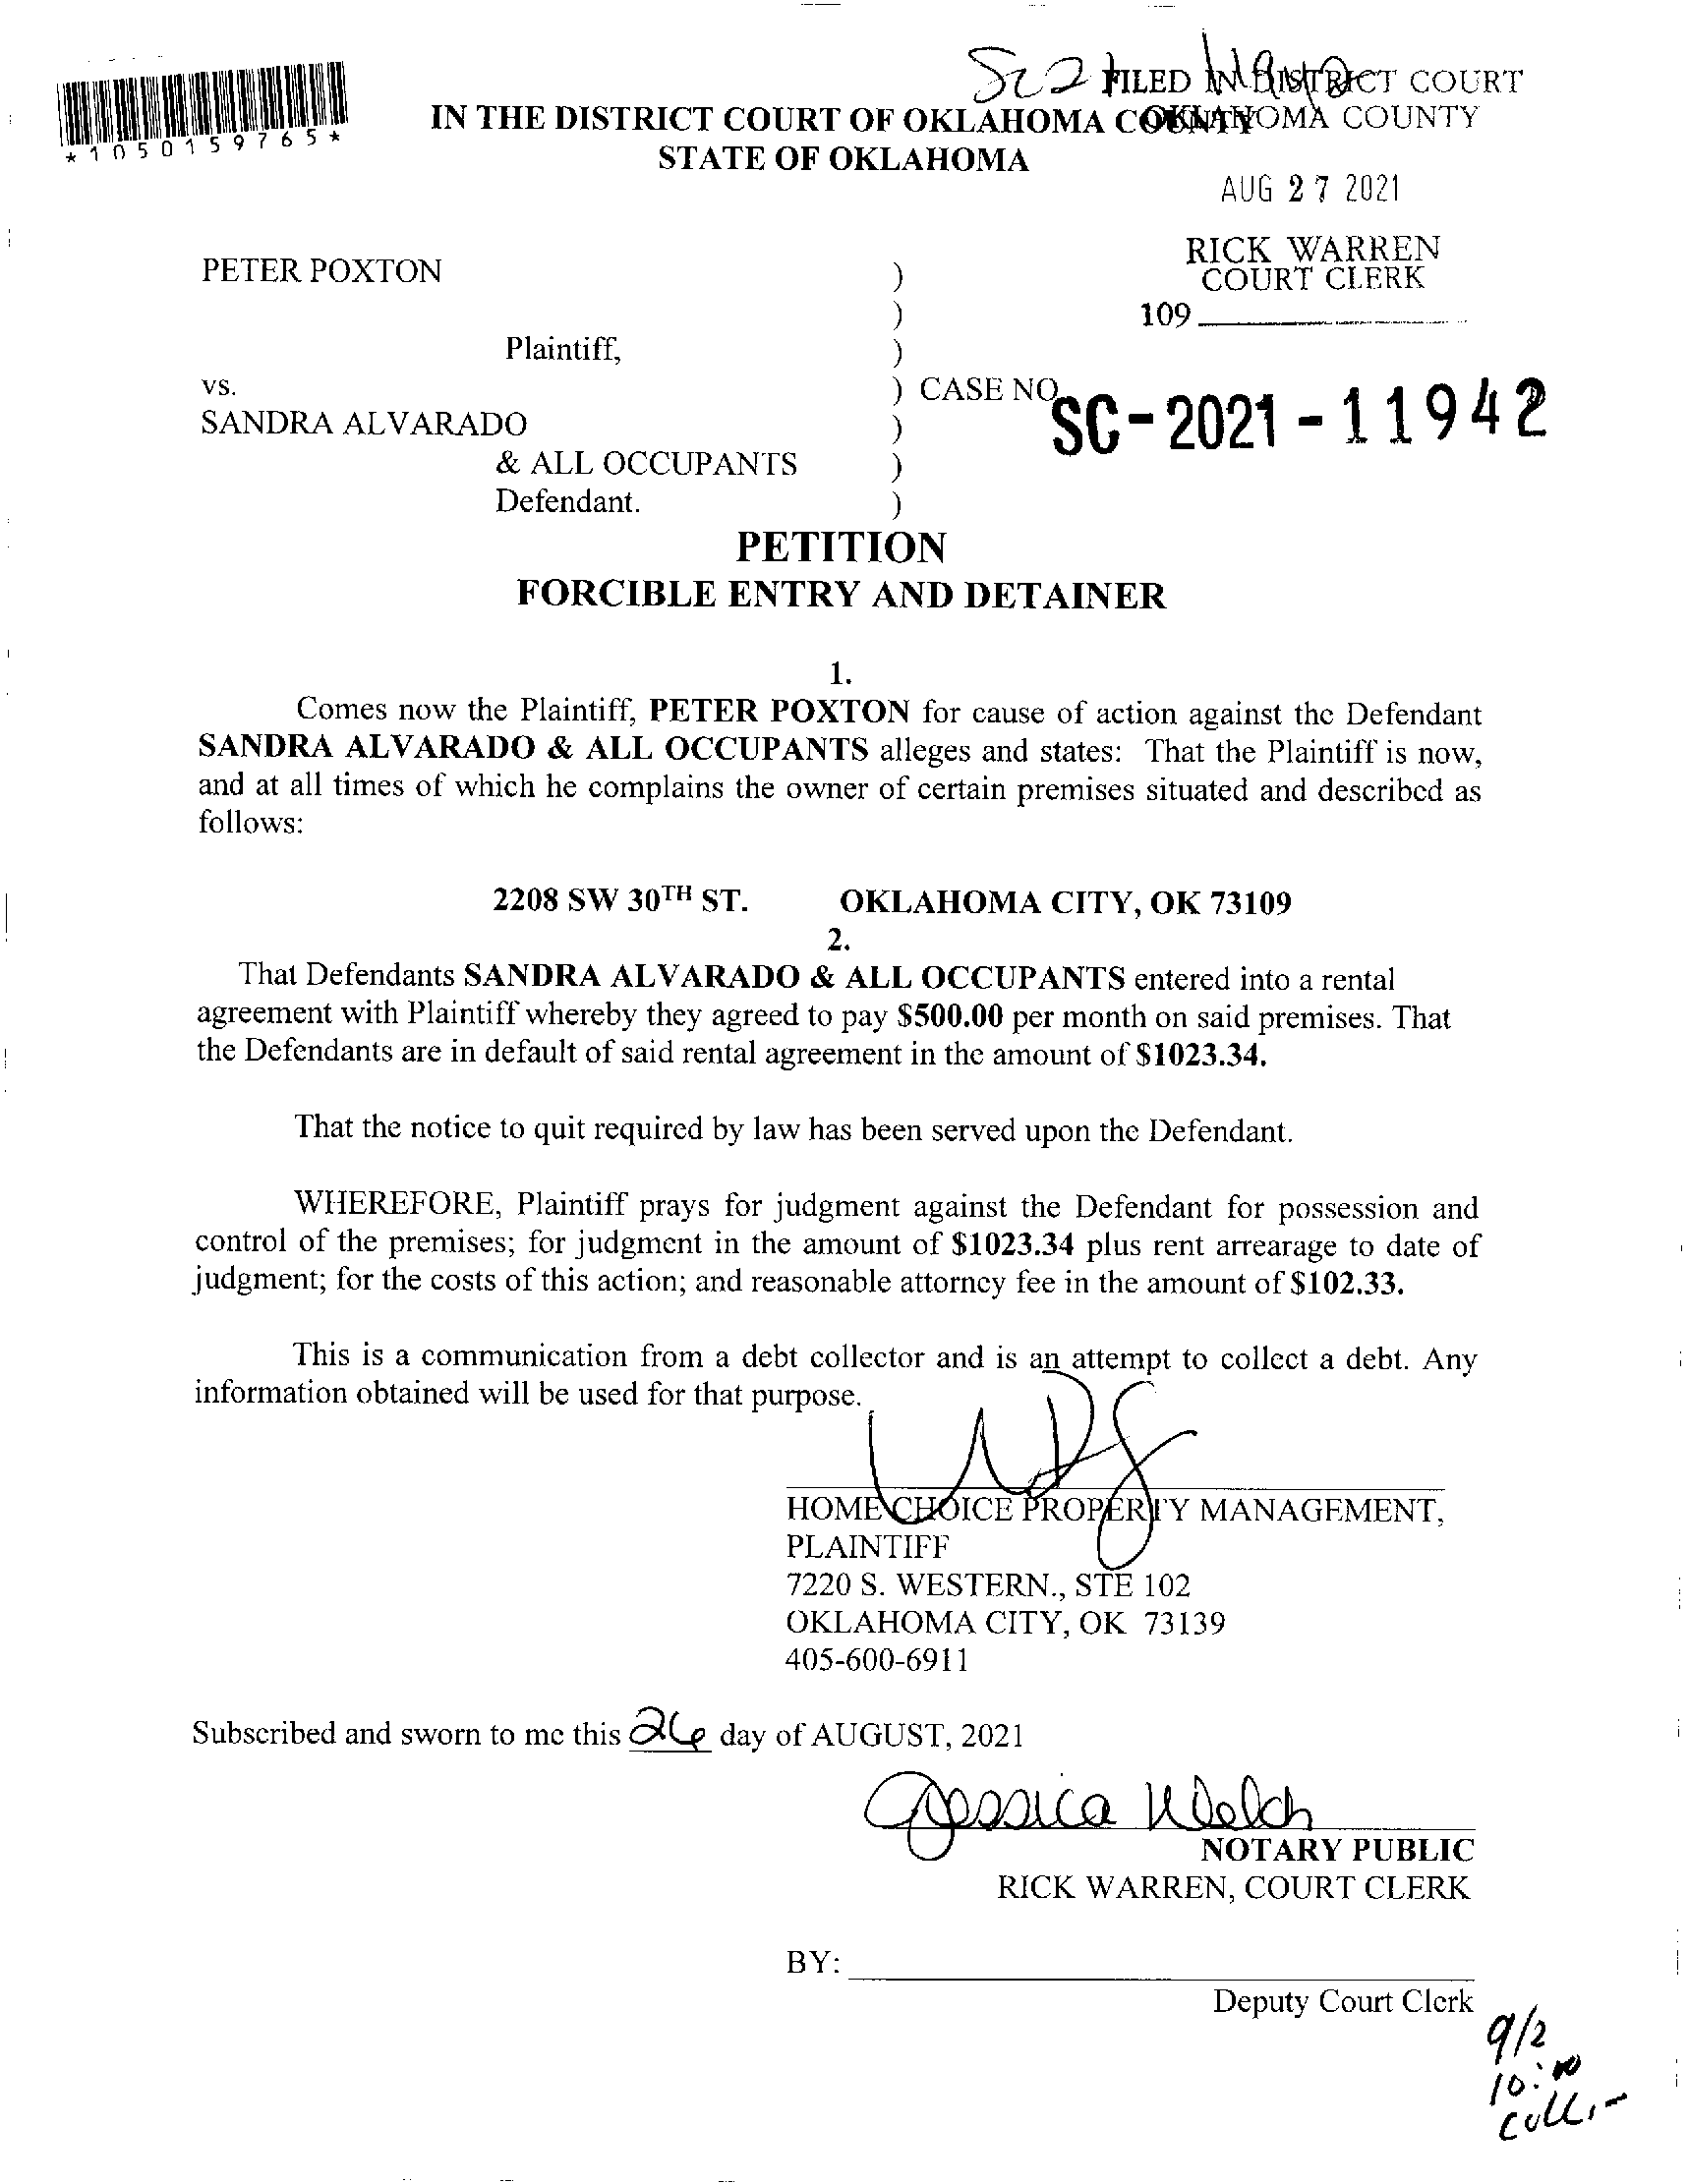 FILED IN DISTRICT COURT
OKLAHOMA COUNTY
*1050159765*
IN THE DISTRICT COURT OF OKLAHOMA COUNTY
STATE OF OKLAHOMA
AUG 27 2021
RICK WARREN
COURT CLERK
109
PETER POXTON )
)
Plaintiff, )
vs. ) CASE NO. SC-2021-11942
SANDRA ALVARADO )
& ALL OCCUPANTS )
Defendant. )
PETITION
FORCIBLE ENTRY AND DETAINER
1.
Comes now the Plaintiff, PETER POXTON for cause of action against the Defendant
SANDRA ALVARADO & ALL OCCUPANTS alleges and states: That the Plaintiff is now,
and at all times of which he complains the owner of certain premises situated and described as
follows:
2208 SW 30TH ST. OKLAHOMA CITY, OK 73109
2.
That Defendants SANDRA ALVARADO & ALL OCCUPANTS entered into a rental
agreement with Plaintiff whereby they agreed to pay $500.00 per month on said premises. That
the Defendants are in default of said rental agreement in the amount of $1023.34.
That the notice to quit required by law has been served upon the Defendant.
WHEREFORE, Plaintiff prays for judgment against the Defendant for possession and
control of the premises; for judgment in the amount of $1023.34 plus rent arrearage to date of
judgment; for the costs of this action; and reasonable attorney fee in the amount of $102.33.
This is a communication from a debt collector and is an attempt to collect a debt. Any
information obtained will be used for that purpose.
HOME CHOICE PROPERTY MANAGEMENT,
PLAINTIFF
7220 S. WESTERN., STE 102
OKLAHOMA CITY, OK 73139
405-600-6911
Subscribed and sworn to me this 26 day of AUGUST, 2021
Jessica Welch
NOTARY PUBLIC
RICK WARREN, COURT CLERK
BY:
Deputy Court Clerk
9/2
10:00